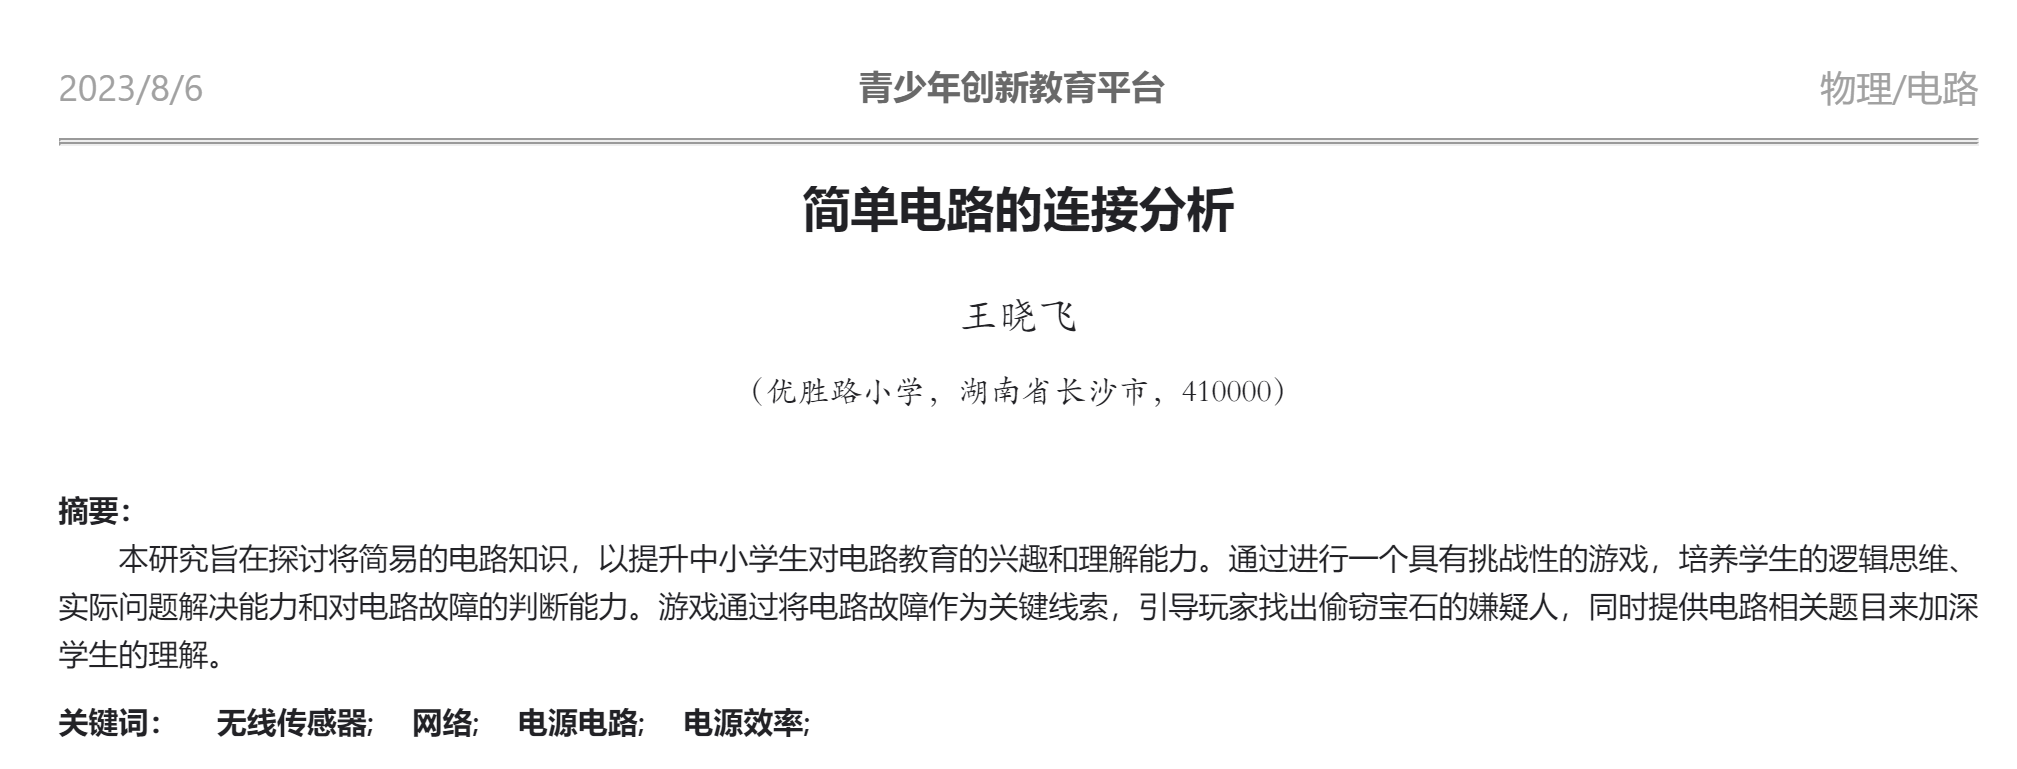 2023/8/6 青少年创新教育平台 物理/电路
简单电路的连接分析
王晓飞
（优胜路小学，湖南省长沙市，410000）
摘要：
本研究旨在探讨将简易的电路知识，以提升中小学生对电路教育的兴趣和理解能力。通过进行一个具有挑战性的游戏，培养学生的逻辑思维、
实际问题解决能力和对电路故障的判断能力。游戏通过将电路故障作为关键线索，引导玩家找出偷窃宝石的嫌疑人，同时提供电路相关题目来加深
学生的理解。
关键词： 无线传感器; 网络; 电源电路; 电源效率;